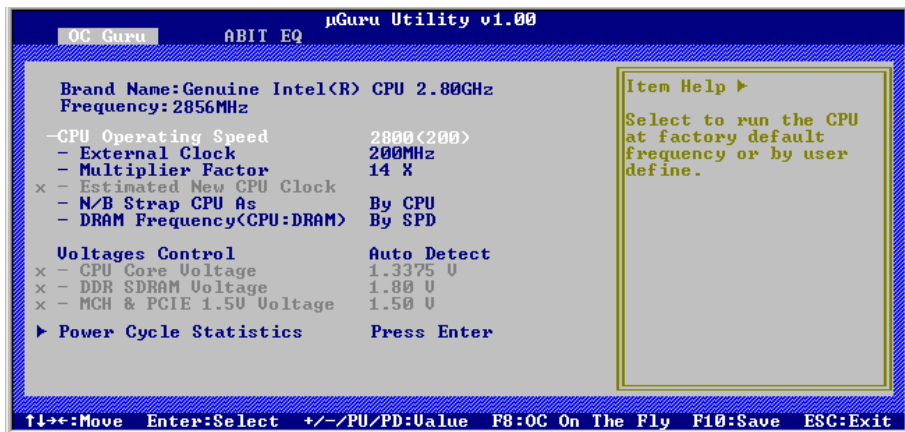 μGuru Utility v1.00
OC Guru ABIT EQ
Brand Name:Genuine Intel(R) CPU 2.80GHz
Frequency:2856MHz
-CPU Operating Speed 2800(200)
- External Clock 200MHz
- Multiplier Factor 14 X
x - Estimated New CPU Clock
- N/B Strap CPU As By CPU
- DRAM Frequency(CPU:DRAM) By SPD
Voltages Control Auto Detect
x - CPU Core Voltage 1.3375 V
x - DDR SDRAM Voltage 1.80 V
x - MCH & PCIE 1.5V Voltage 1.50 V
▶ Power Cycle Statistics Press Enter
Item Help ▶
Select to run the CPU
at factory default
frequency or by user
define.
↑↓→←:Move Enter:Select +/-/PU/PD:Value F8:OC On The Fly F10:Save ESC:Exit